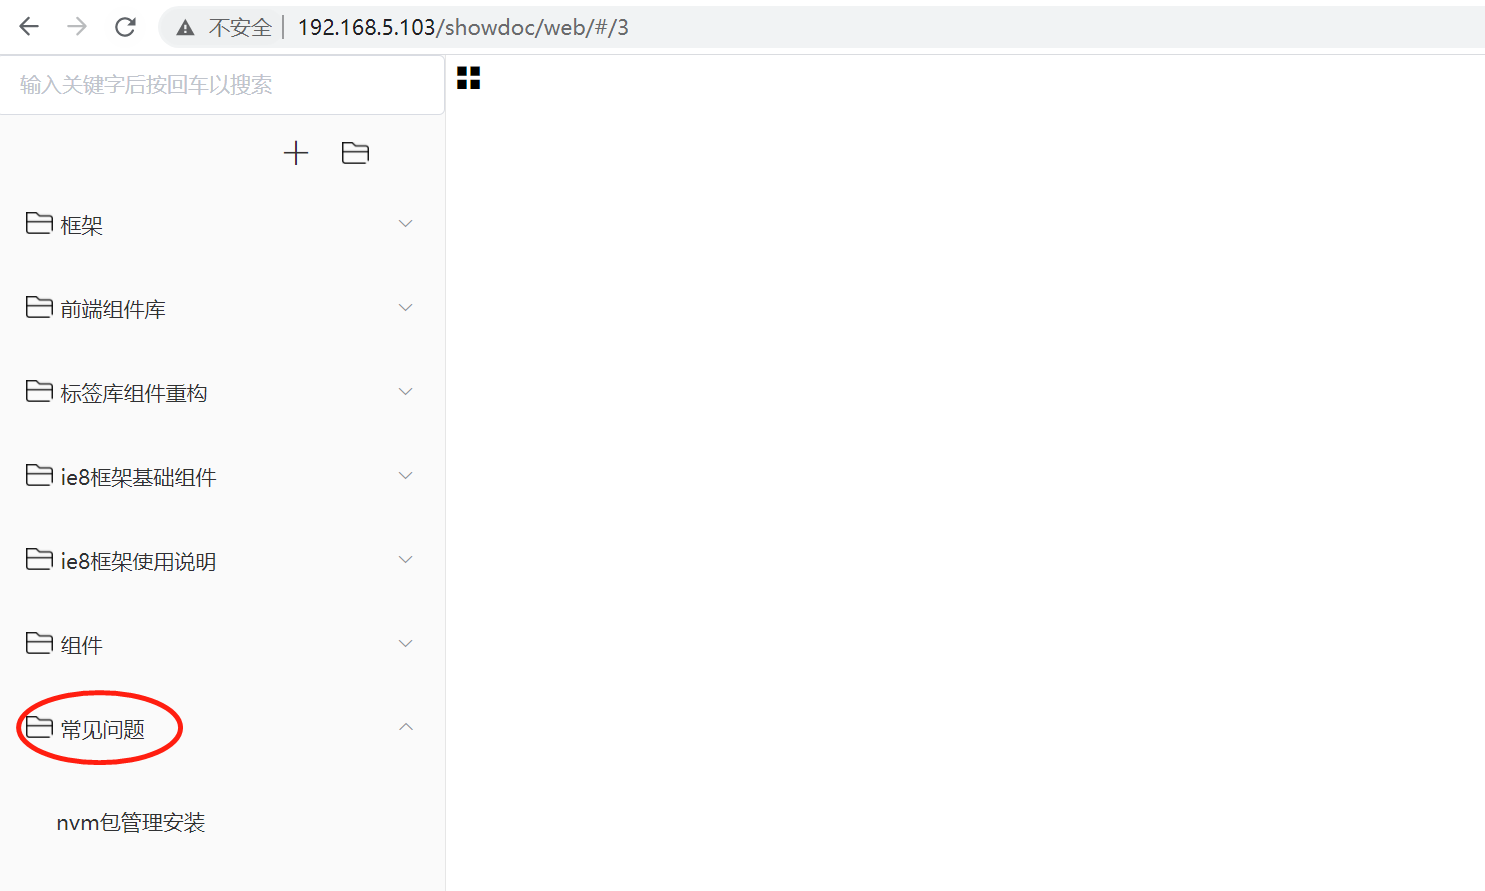 不安全 192.168.5.103/showdoc/web/#/3
输入关键字后按回车以搜索
框架
前端组件库
标签库组件重构
ie8框架基础组件
ie8框架使用说明
组件
常见问题
nvm包管理安装